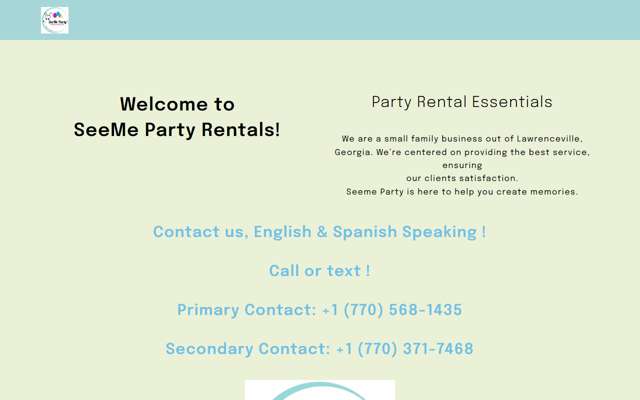 Welcome to
SeeMe Party Rentals!
Party Rental Essentials
We are a small family business out of Lawrenceville,
Georgia. We're centered on providing the best service,
ensuring
our clients satisfaction.
Seeme Party is here to help you create memories.
Contact us, English & Spanish Speaking !
Call or text !
Primary Contact: +1 (770) 568-1435
Secondary Contact: +1 (770) 371-7468